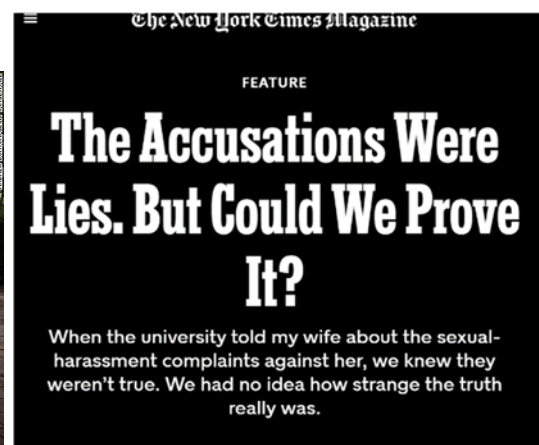 The New York Times Magazine
FEATURE
The Accusations Were
Lies. But Could We Prove
It?
When the university told my wife about the sexual-
harassment complaints against her, we knew they
weren’t true. We had no idea how strange the truth
really was.